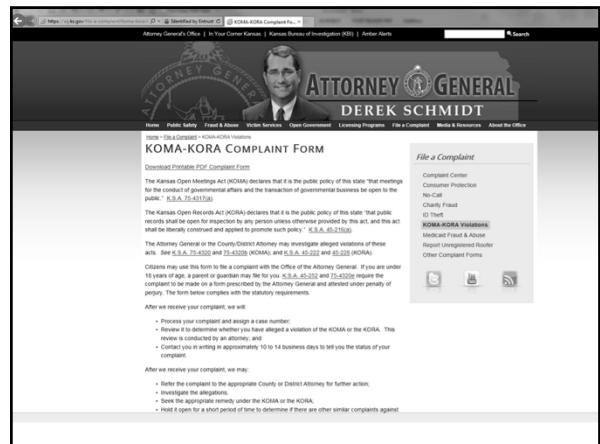 https://ag.ks.gov/file-a-complaint/koma-kora
Identified by Entrust
KOMA-KORA Complaint Fo...
Attorney General's Office | In Your Corner Kansas | Kansas Bureau of Investigation (KBI) | Amber Alerts
Search
ATTORNEY GENERAL
ATTORNEY GENERAL
DEREK SCHMIDT
Home Public Safety Fraud & Abuse Victim Services Open Government Licensing Programs File a Complaint Media & Resources About the Office
Home > File a Complaint > KOMA-KORA Violations
KOMA-KORA COMPLAINT FORM
Download Printable PDF Complaint Form
The Kansas Open Meetings Act (KOMA) declares that it is the public policy of this state "that meetings
for the conduct of governmental affairs and the transaction of governmental business be open to the
public." K.S.A. 75-4317(a).
The Kansas Open Records Act (KORA) declares that it is the public policy of this state "that public
records shall be open for inspection by any person unless otherwise provided by this act, and this act
shall be liberally construed and applied to promote such policy." K.S.A. 45-216(a).
The Attorney General or the County/District Attorney may investigate alleged violations of these
acts. See K.S.A. 75-4320 and 75-4320b (KOMA); and K.S.A. 45-222 and 45-228 (KORA).
Citizens may use this form to file a complaint with the Office of the Attorney General. If you are under
18 years of age, a parent or guardian may file for you. K.S.A. 45-252 and 75-4320e require the
complaint to be made on a form prescribed by the Attorney General and attested under penalty of
perjury. The form below complies with the statutory requirements.
After we receive your complaint, we will:
• Process your complaint and assign a case number;
• Review it to determine whether you have alleged a violation of the KOMA or the KORA. This
review is conducted by an attorney; and
• Contact you in writing in approximately 10 to 14 business days to tell you the status of your
complaint.
After we receive your complaint, we may:
• Refer the complaint to the appropriate County or District Attorney for further action;
• Investigate the allegations;
• Seek the appropriate remedy under the KOMA or the KORA;
• Hold it open for a short period of time to determine if there are other similar complaints against
File a Complaint
Complaint Center
Consumer Protection
No-Call
Charity Fraud
ID Theft
KOMA-KORA Violations
Medicaid Fraud & Abuse
Report Unregistered Roofer
Other Complaint Forms